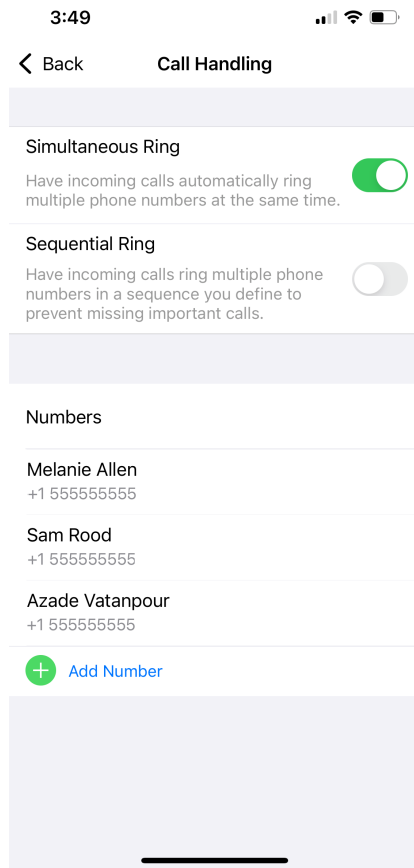 3:49
Back
Call Handling
Simultaneous Ring
Have incoming calls automatically ring
multiple phone numbers at the same time.
Sequential Ring
Have incoming calls ring multiple phone
numbers in a sequence you define to
prevent missing important calls.
Numbers
Melanie Allen
+1 555555555
Sam Rood
+1 555555555
Azade Vatanpour
+1 555555555
Add Number